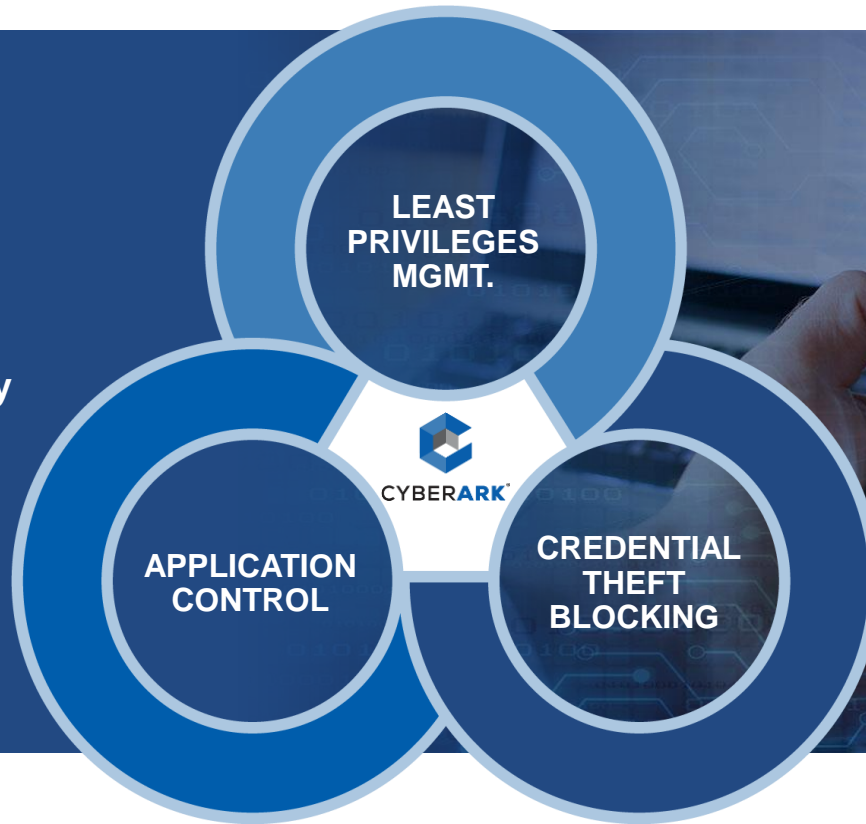 LEAST
PRIVILEGES
MGMT.
y
CYBERARK
APPLICATION
CONTROL
CREDENTIAL
THEFT
BLOCKING